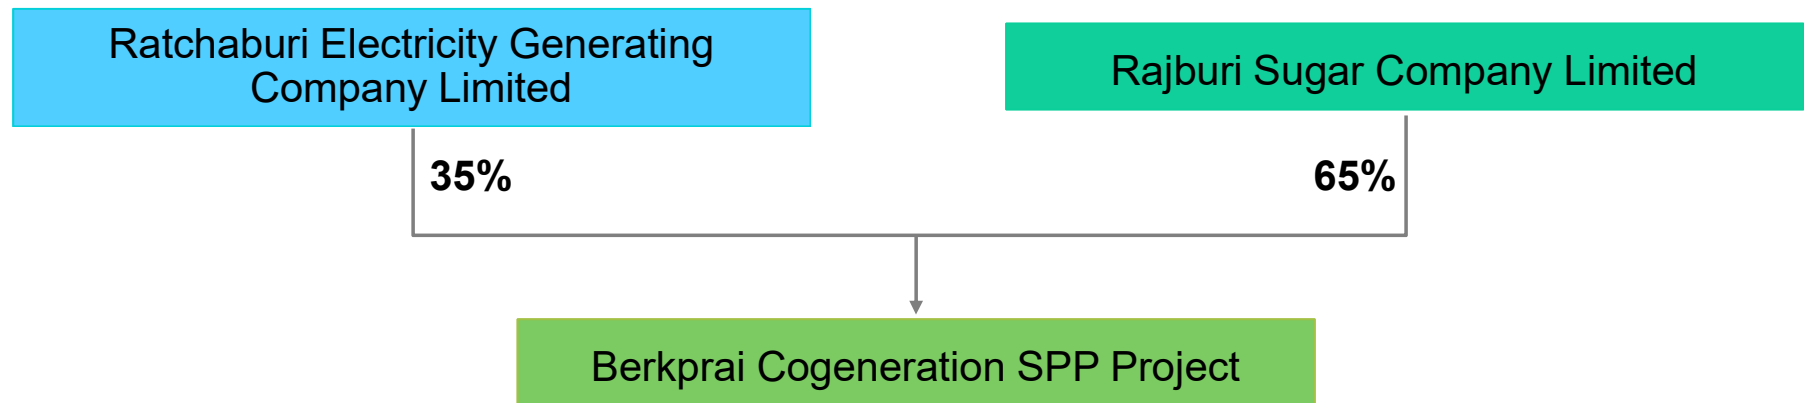 Ratchaburi Electricity Generating
Company Limited
Rajburi Sugar Company Limited
35%
65%
Berkprai Cogeneration SPP Project